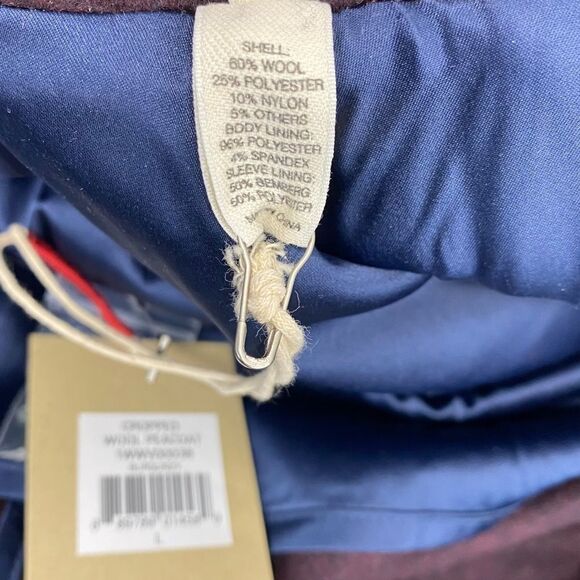 SHELL:
60% WOOL
25% POLYESTER
10% NYLON
5% OTHERS
BODY LINING:
96% POLYESTER
4% SPANDEX
SLEEVE LINING:
50% BEMBERG
50% POLYESTER
CROPPED
WOOL PEACOAT
L